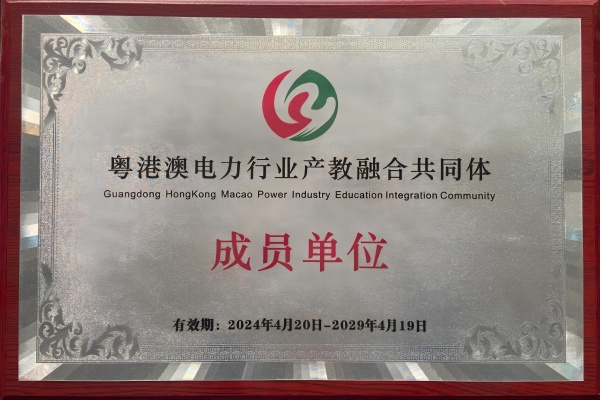 粤港澳电力行业产教融合共同体
Guangdong HongKong Macao Power Industry Education Integration Community
成员单位
有效期：2024年4月20日-2029年4月19日